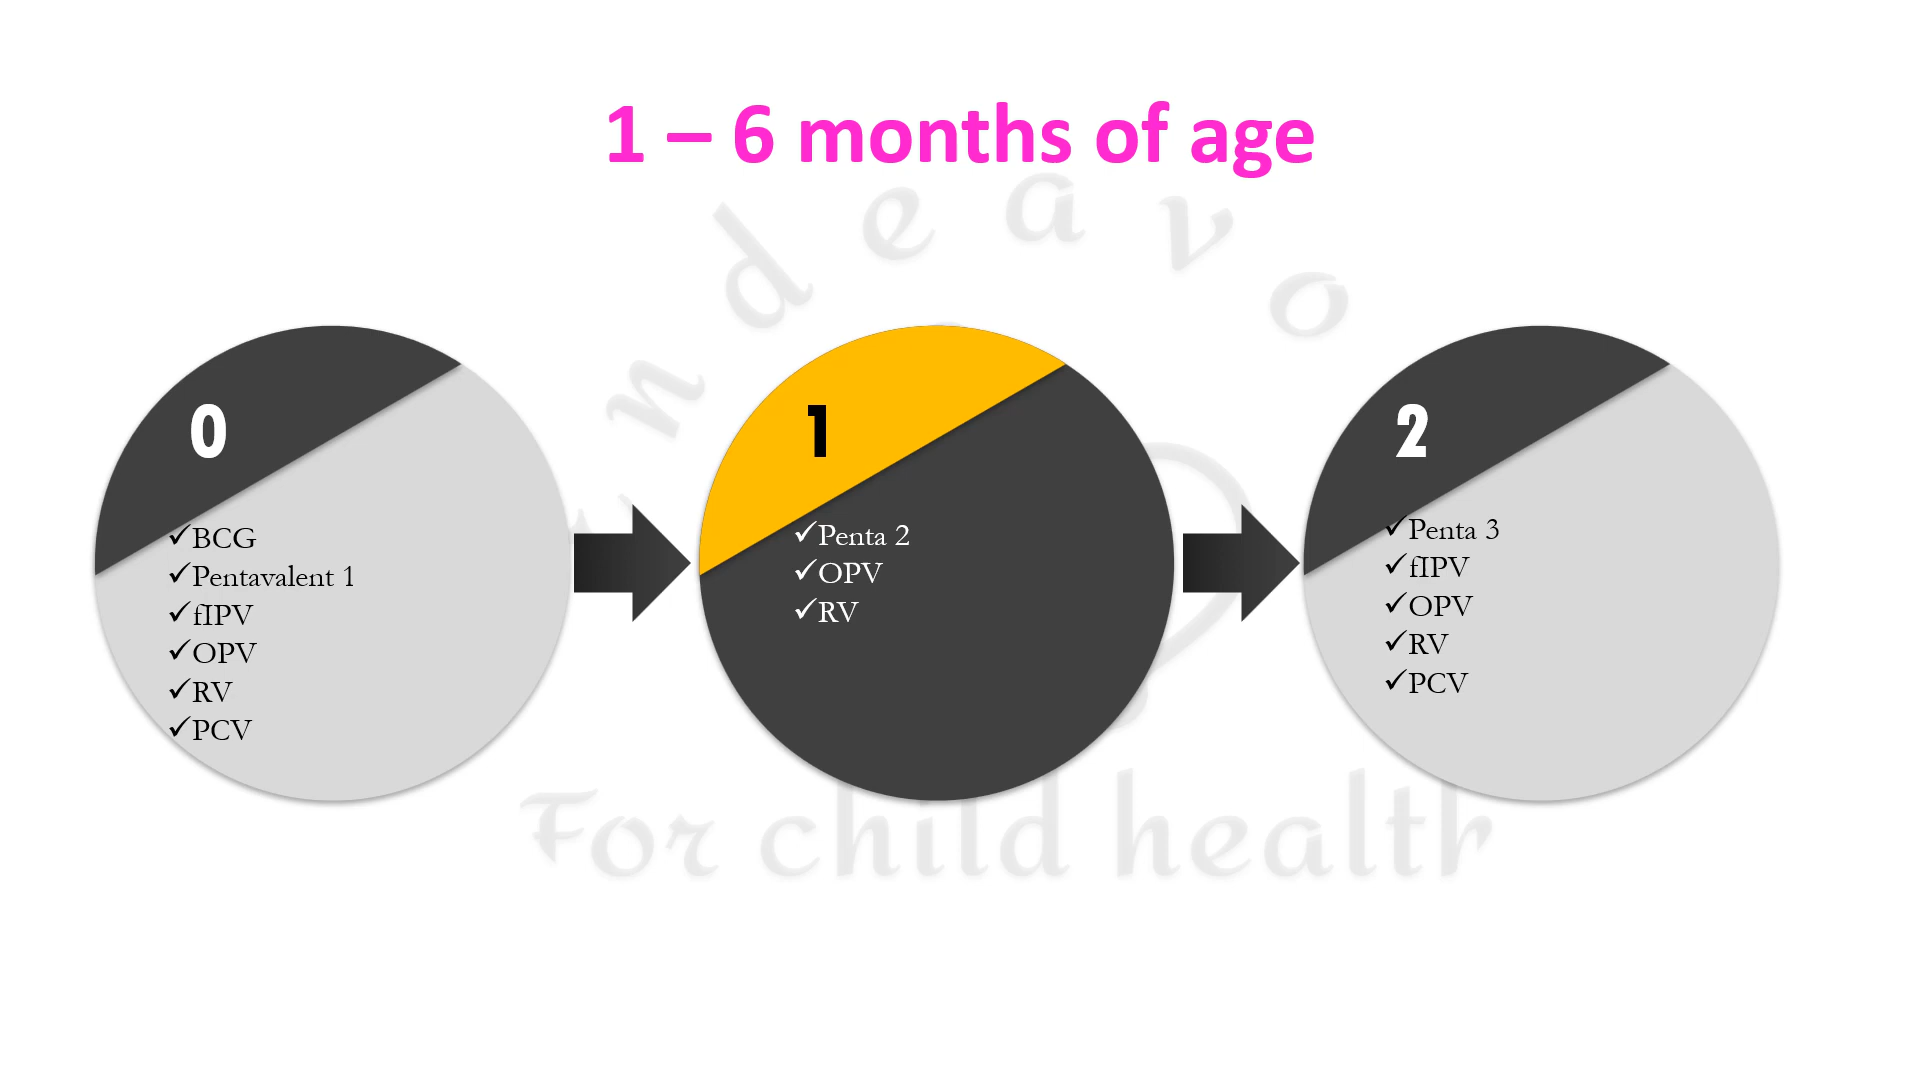 1 – 6 months of age
ndeavo
0
✓BCG
✓Pentavalent 1
✓fIPV
✓OPV
✓RV
✓PCV
1
✓Penta 2
✓OPV
✓RV
2
✓Penta 3
✓fIPV
✓OPV
✓RV
✓PCV
For child health